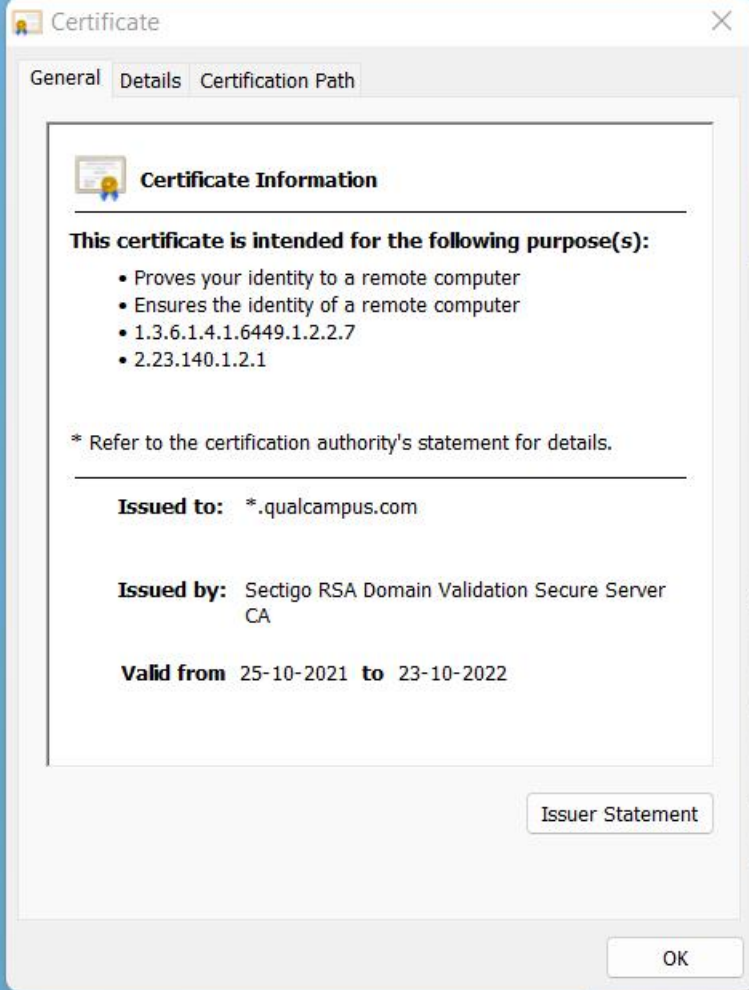 Certificate
General Details Certification Path
Certificate Information
This certificate is intended for the following purpose(s):
• Proves your identity to a remote computer
• Ensures the identity of a remote computer
• 1.3.6.1.4.1.6449.1.2.2.7
• 2.23.140.1.2.1
* Refer to the certification authority's statement for details.
Issued to: *.qualcampus.com
Issued by: Sectigo RSA Domain Validation Secure Server
CA
Valid from 25-10-2021 to 23-10-2022
Issuer Statement
OK